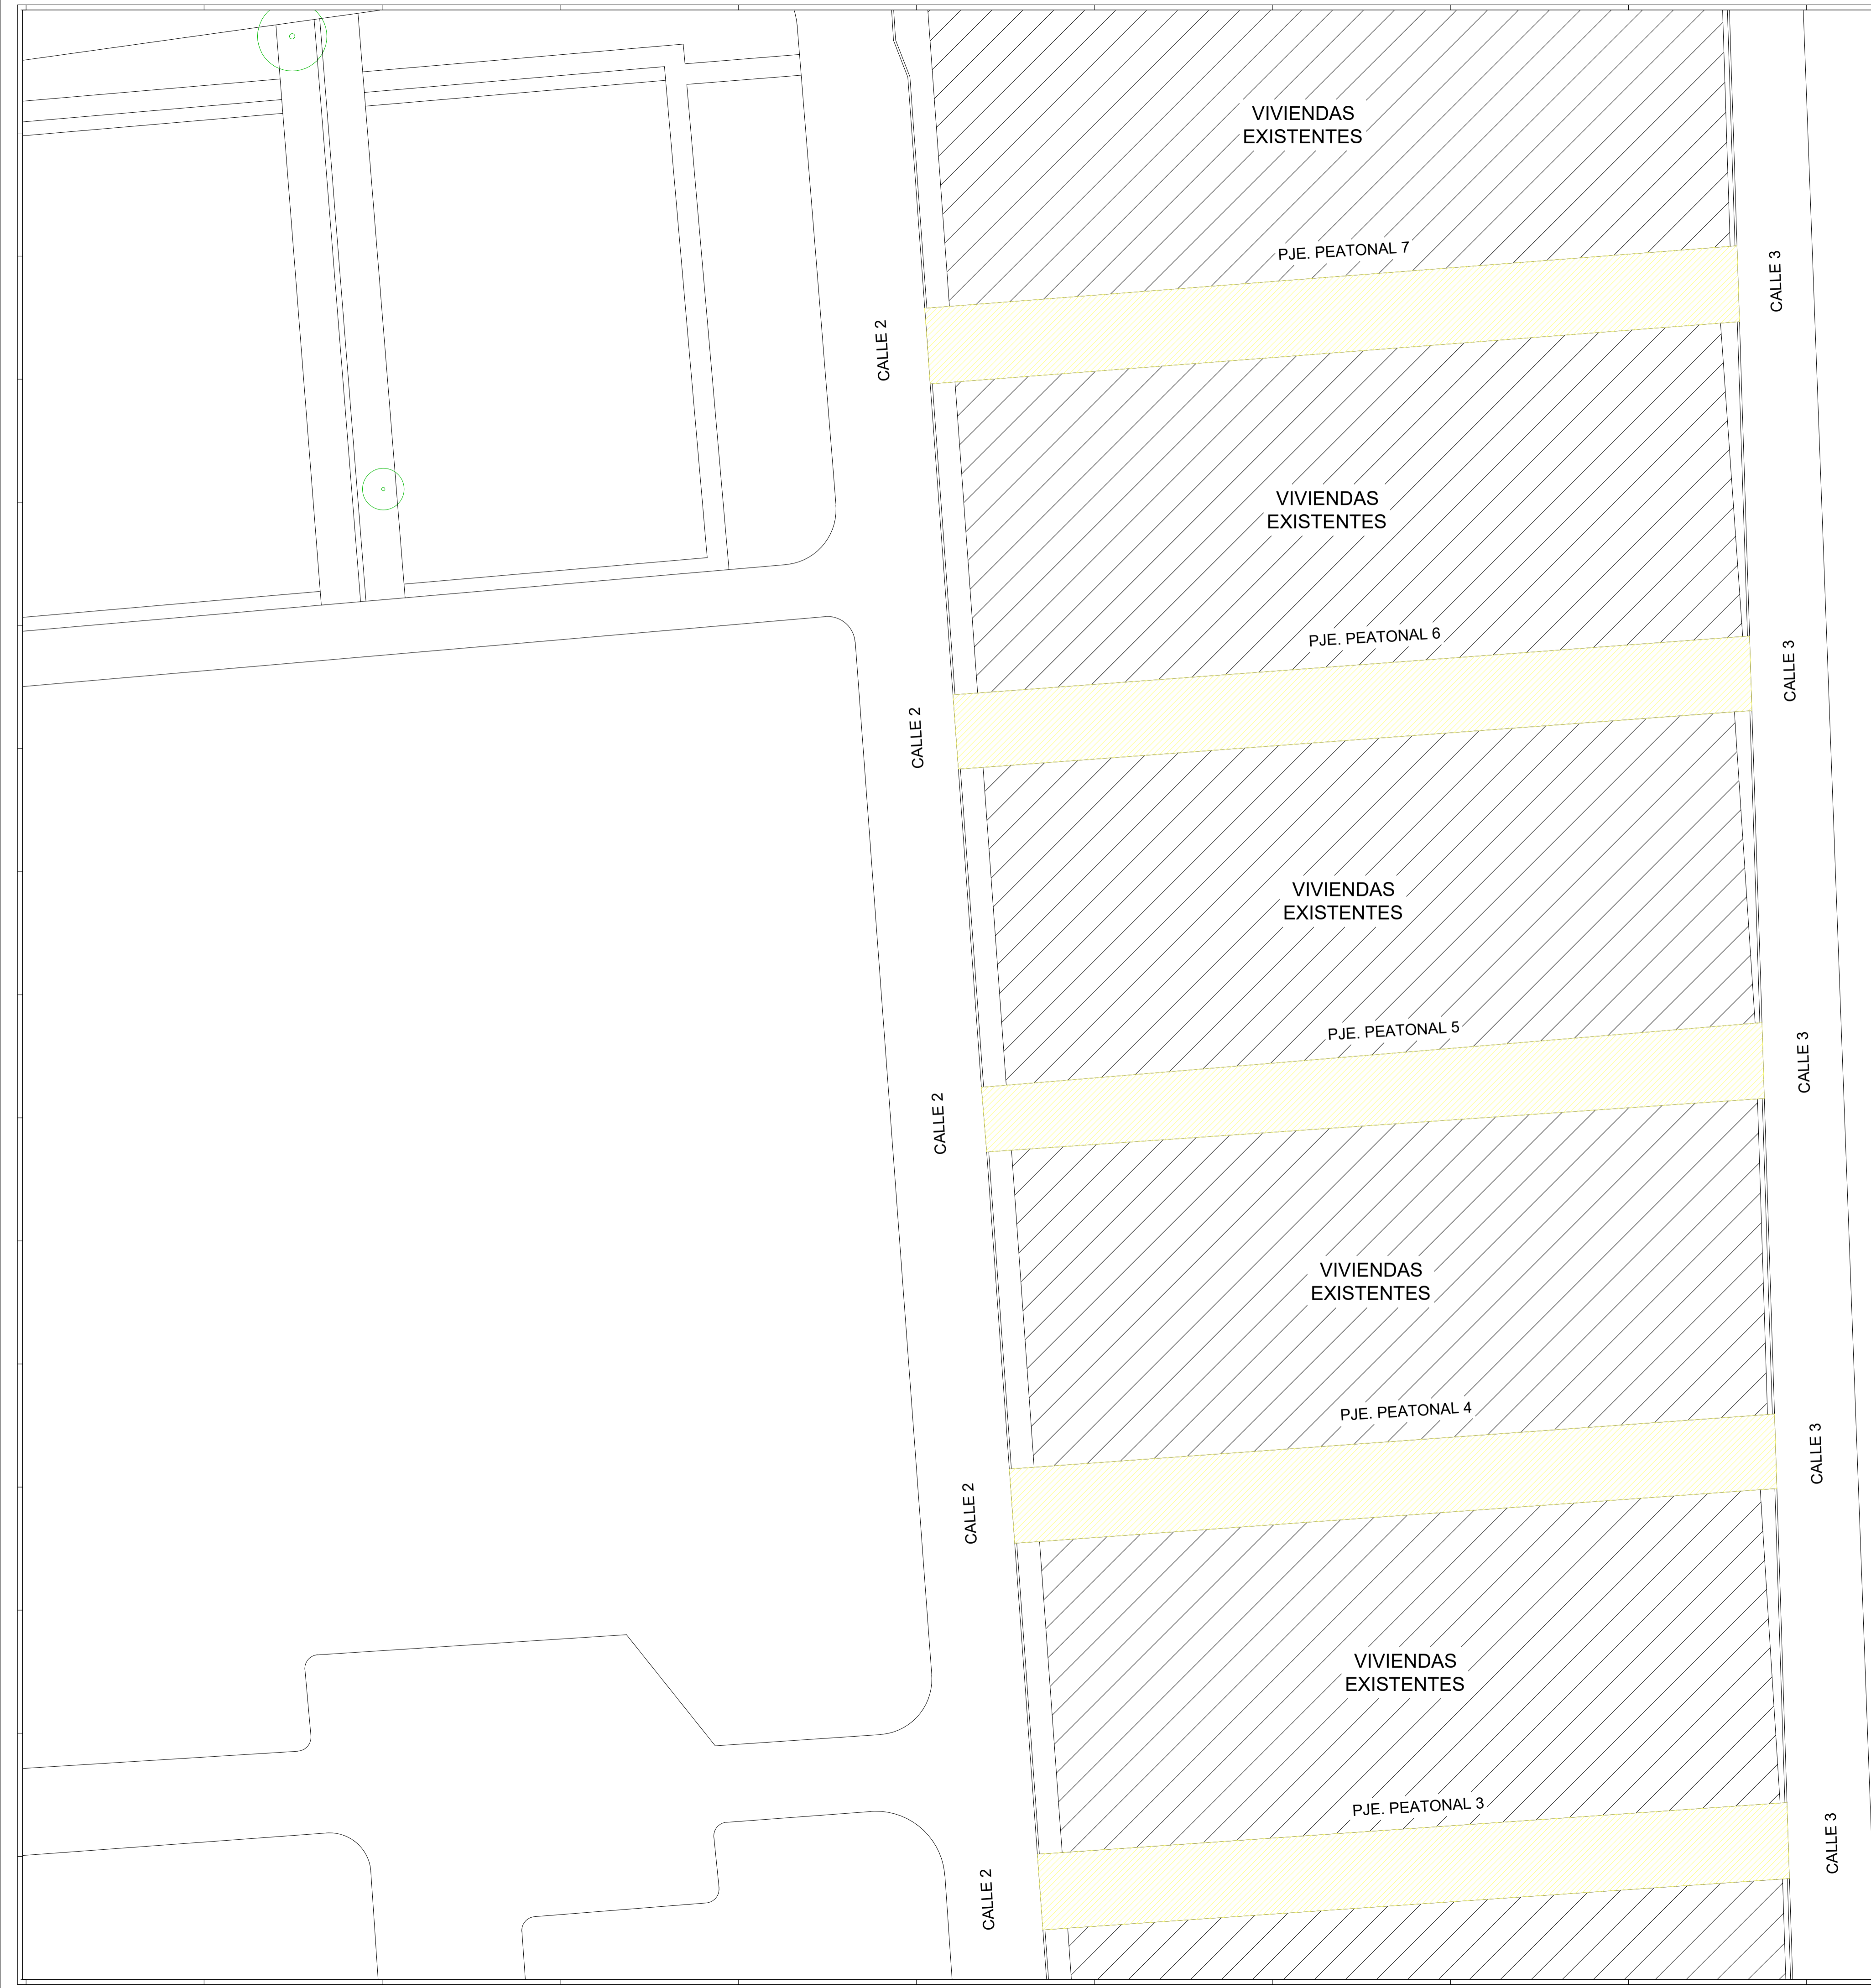 VIVIENDAS
EXISTENTES
PJE. PEATONAL 7
CALLE 3
CALLE 2
VIVIENDAS
EXISTENTES
PJE. PEATONAL 6
CALLE 3
CALLE 2
VIVIENDAS
EXISTENTES
PJE. PEATONAL 5
CALLE 3
CALLE 2
VIVIENDAS
EXISTENTES
PJE. PEATONAL 4
CALLE 3
CALLE 2
VIVIENDAS
EXISTENTES
PJE. PEATONAL 3
CALLE 3
CALLE 2